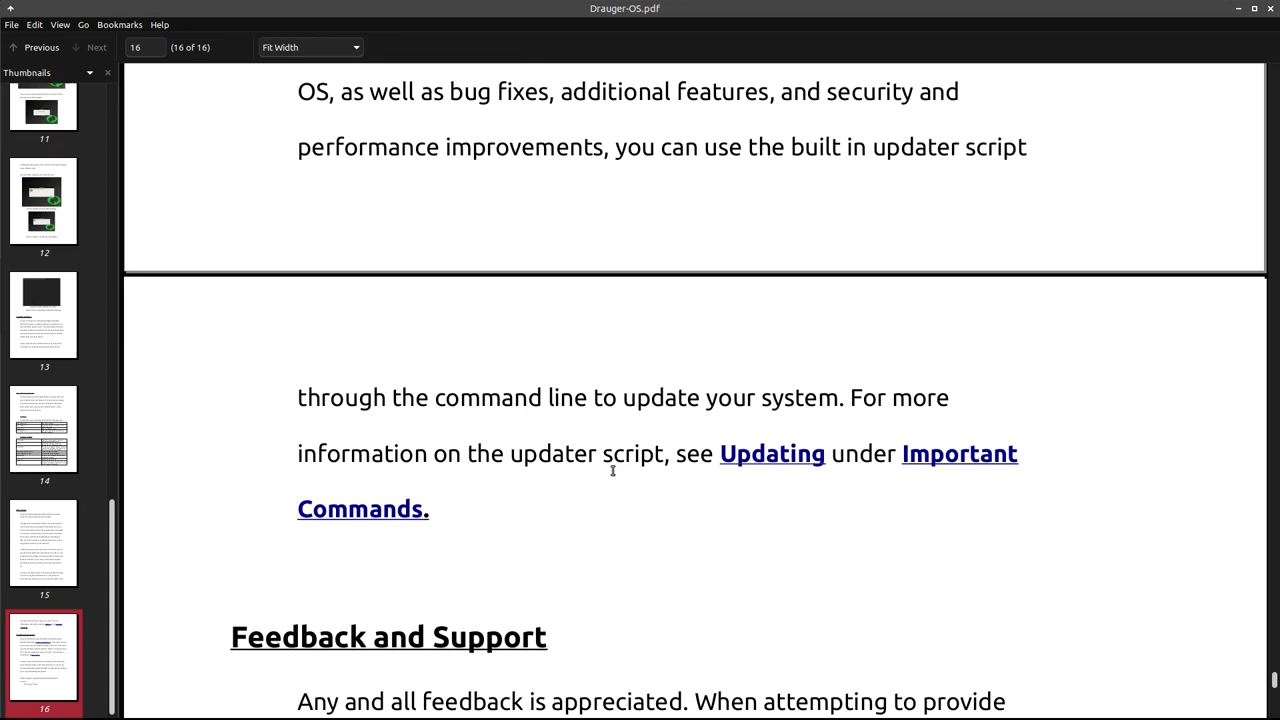 Drauger-OS.pdf
File Edit View Go Bookmarks Help
Previous Next 16 (16 of 16) Fit Width
Thumbnails
11
12
13
14
15
16
OS, as well as bug fixes, additional features, and security and
performance improvements, you can use the built in updater script
through the command line to update your system. For more
information on the updater script, see Updating under Important
Commands.
Feedback and Support
Any and all feedback is appreciated. When attempting to provide